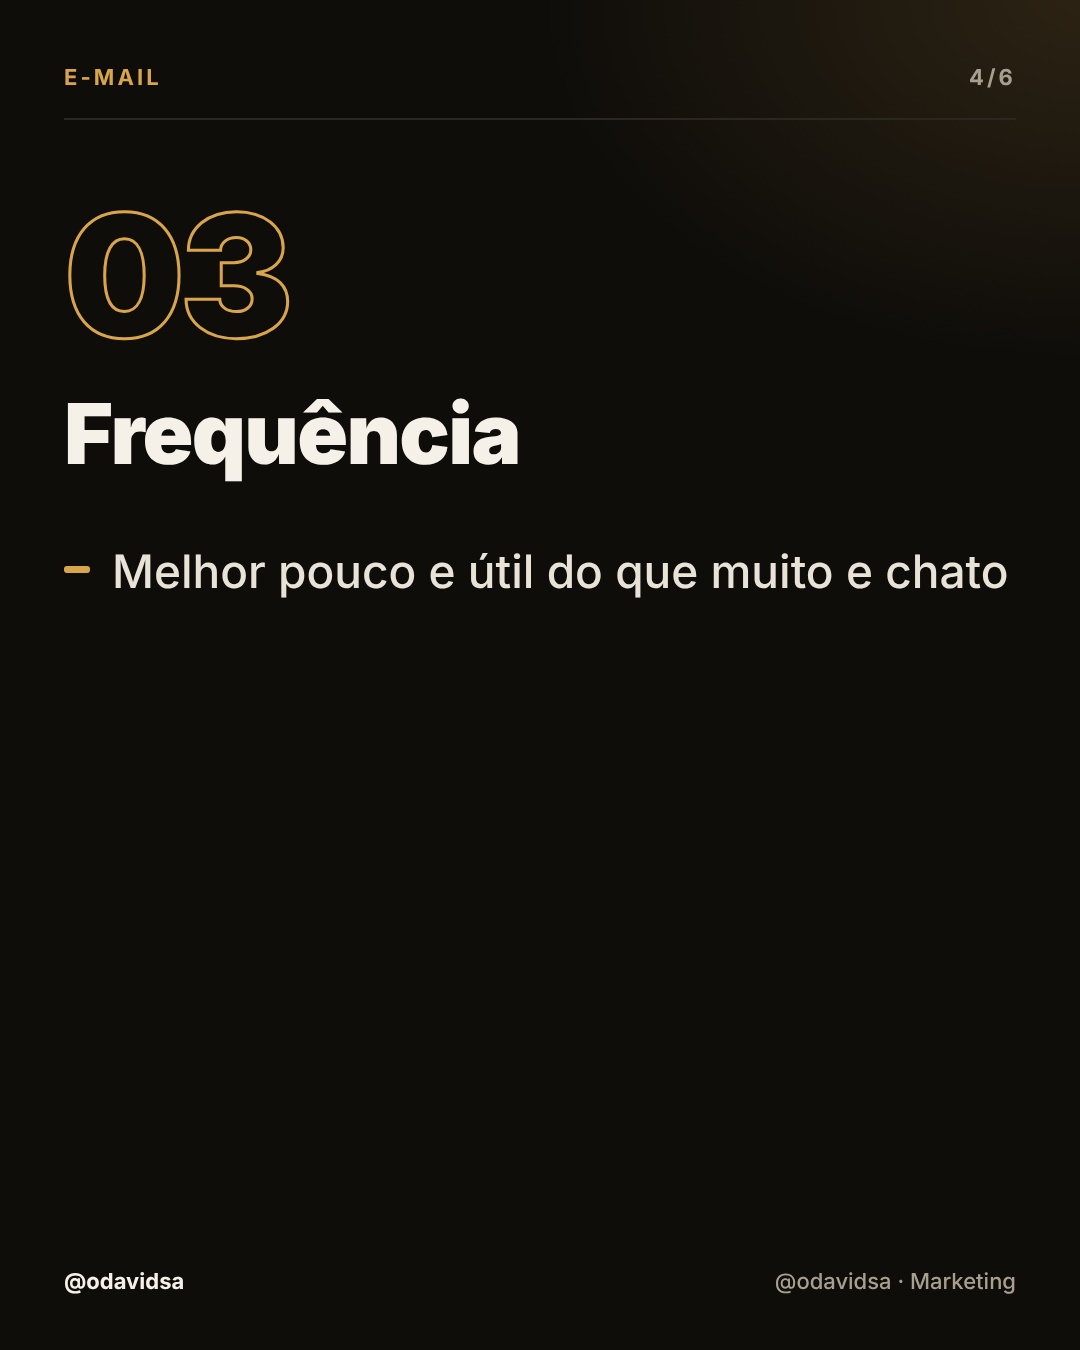 E-MAIL
4/6
03
Frequência
Melhor pouco e útil do que muito e chato
@odavidsa
@odavidsa · Marketing